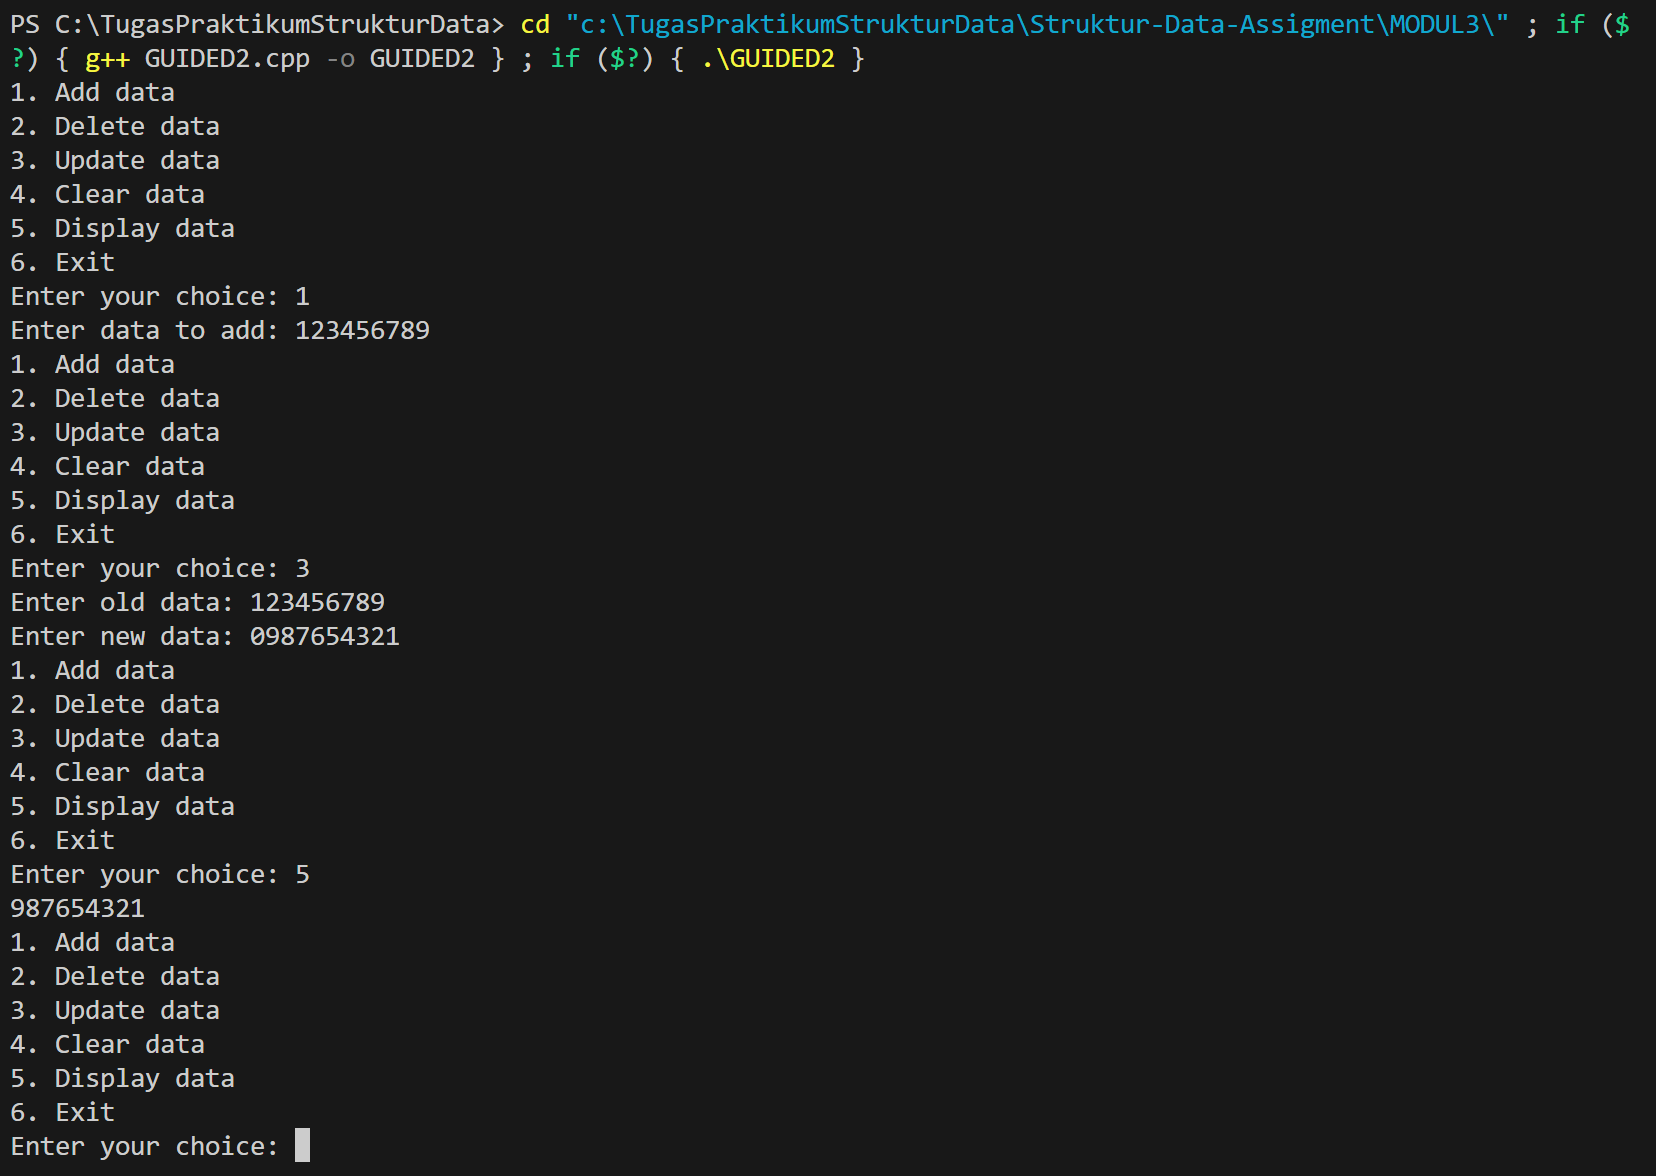 PS C:\TugasPraktikumStrukturData> cd "c:\TugasPraktikumStrukturData\Struktur-Data-Assigment\MODUL3\" ; if ($
?) { g++ GUIDED2.cpp -o GUIDED2 } ; if ($?) { .\GUIDED2 }
1. Add data
2. Delete data
3. Update data
4. Clear data
5. Display data
6. Exit
Enter your choice: 1
Enter data to add: 123456789
1. Add data
2. Delete data
3. Update data
4. Clear data
5. Display data
6. Exit
Enter your choice: 3
Enter old data: 123456789
Enter new data: 0987654321
1. Add data
2. Delete data
3. Update data
4. Clear data
5. Display data
6. Exit
Enter your choice: 5
987654321
1. Add data
2. Delete data
3. Update data
4. Clear data
5. Display data
6. Exit
Enter your choice: